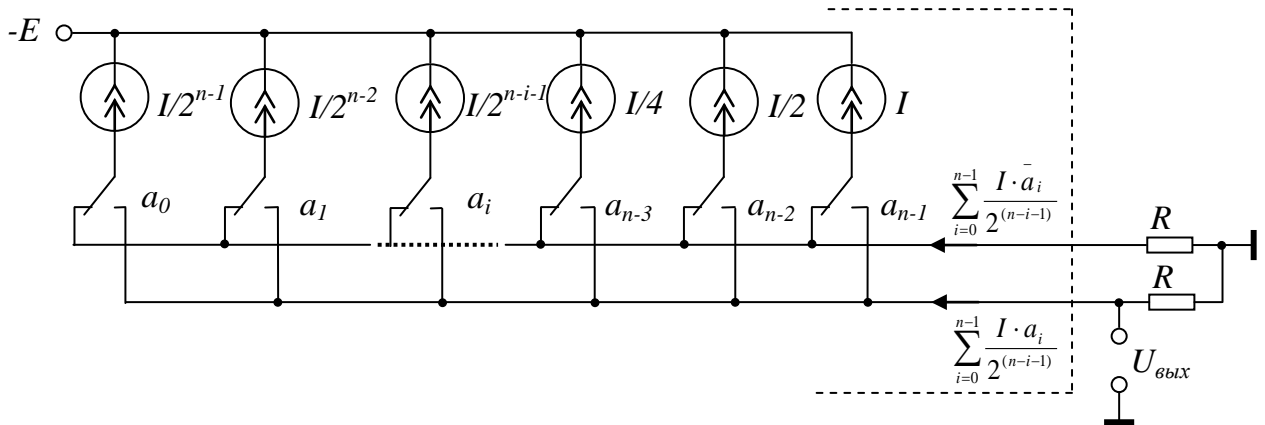 -E
I/2^{n-1} I/2^{n-2} I/2^{n-i-1} I/4 I/2 I
a_0 a_1 a_i a_{n-3} a_{n-2} a_{n-1}
\sum_{i=0}^{n-1} \frac{I \cdot \bar{a}_i}{2^{(n-i-1)}}
R
R
\sum_{i=0}^{n-1} \frac{I \cdot a_i}{2^{(n-i-1)}}
U_{вых}